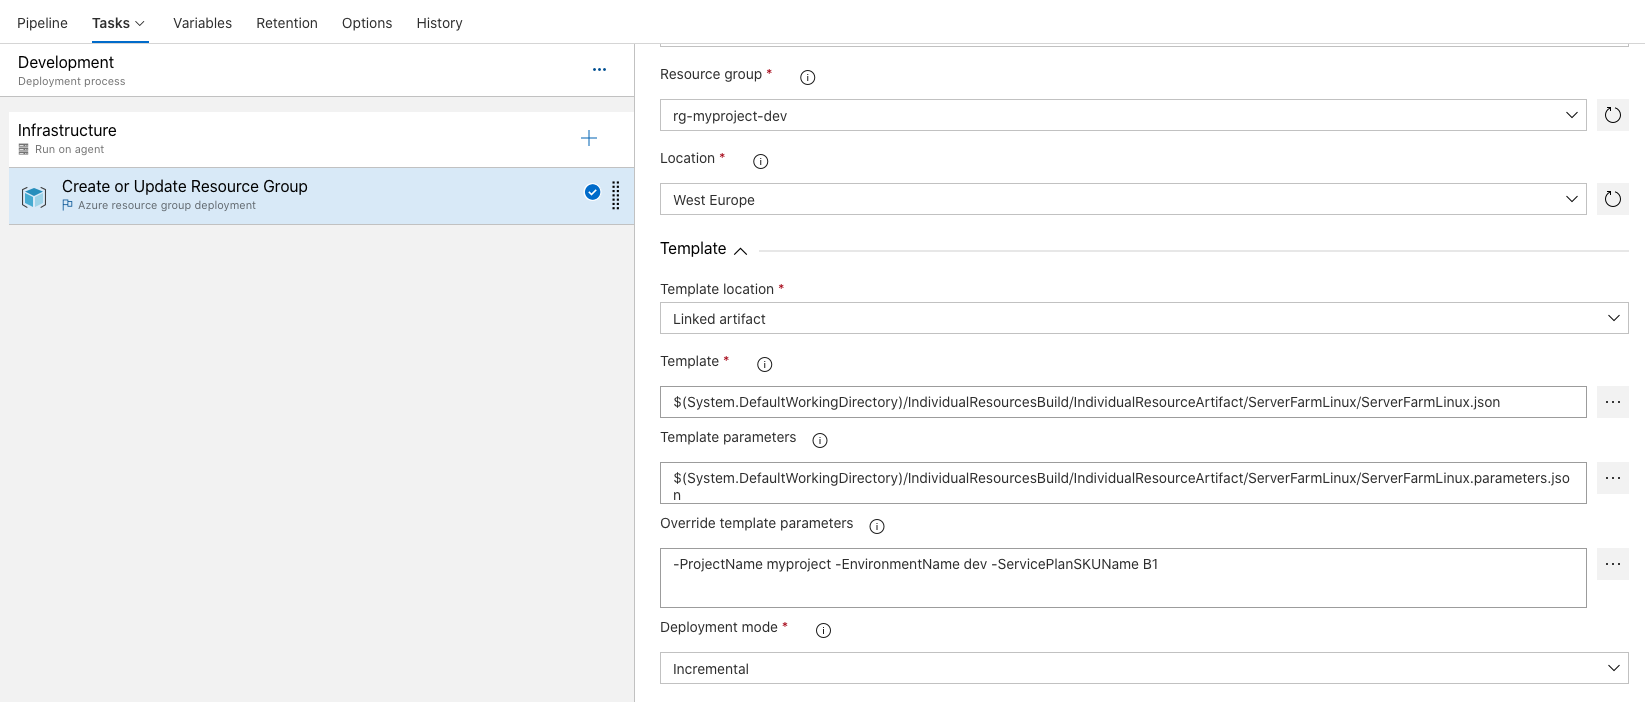 Pipeline Tasks Variables Retention Options History
Development
Deployment process
Infrastructure
Run on agent
Create or Update Resource Group
Azure resource group deployment
Resource group *
rg-myproject-dev
Location *
West Europe
Template
Template location *
Linked artifact
Template *
$(System.DefaultWorkingDirectory)/IndividualResourcesBuild/IndividualResourceArtifact/ServerFarmLinux/ServerFarmLinux.json
Template parameters
$(System.DefaultWorkingDirectory)/IndividualResourcesBuild/IndividualResourceArtifact/ServerFarmLinux/ServerFarmLinux.parameters.jso
n
Override template parameters
-ProjectName myproject -EnvironmentName dev -ServicePlanSKUName B1
Deployment mode *
Incremental